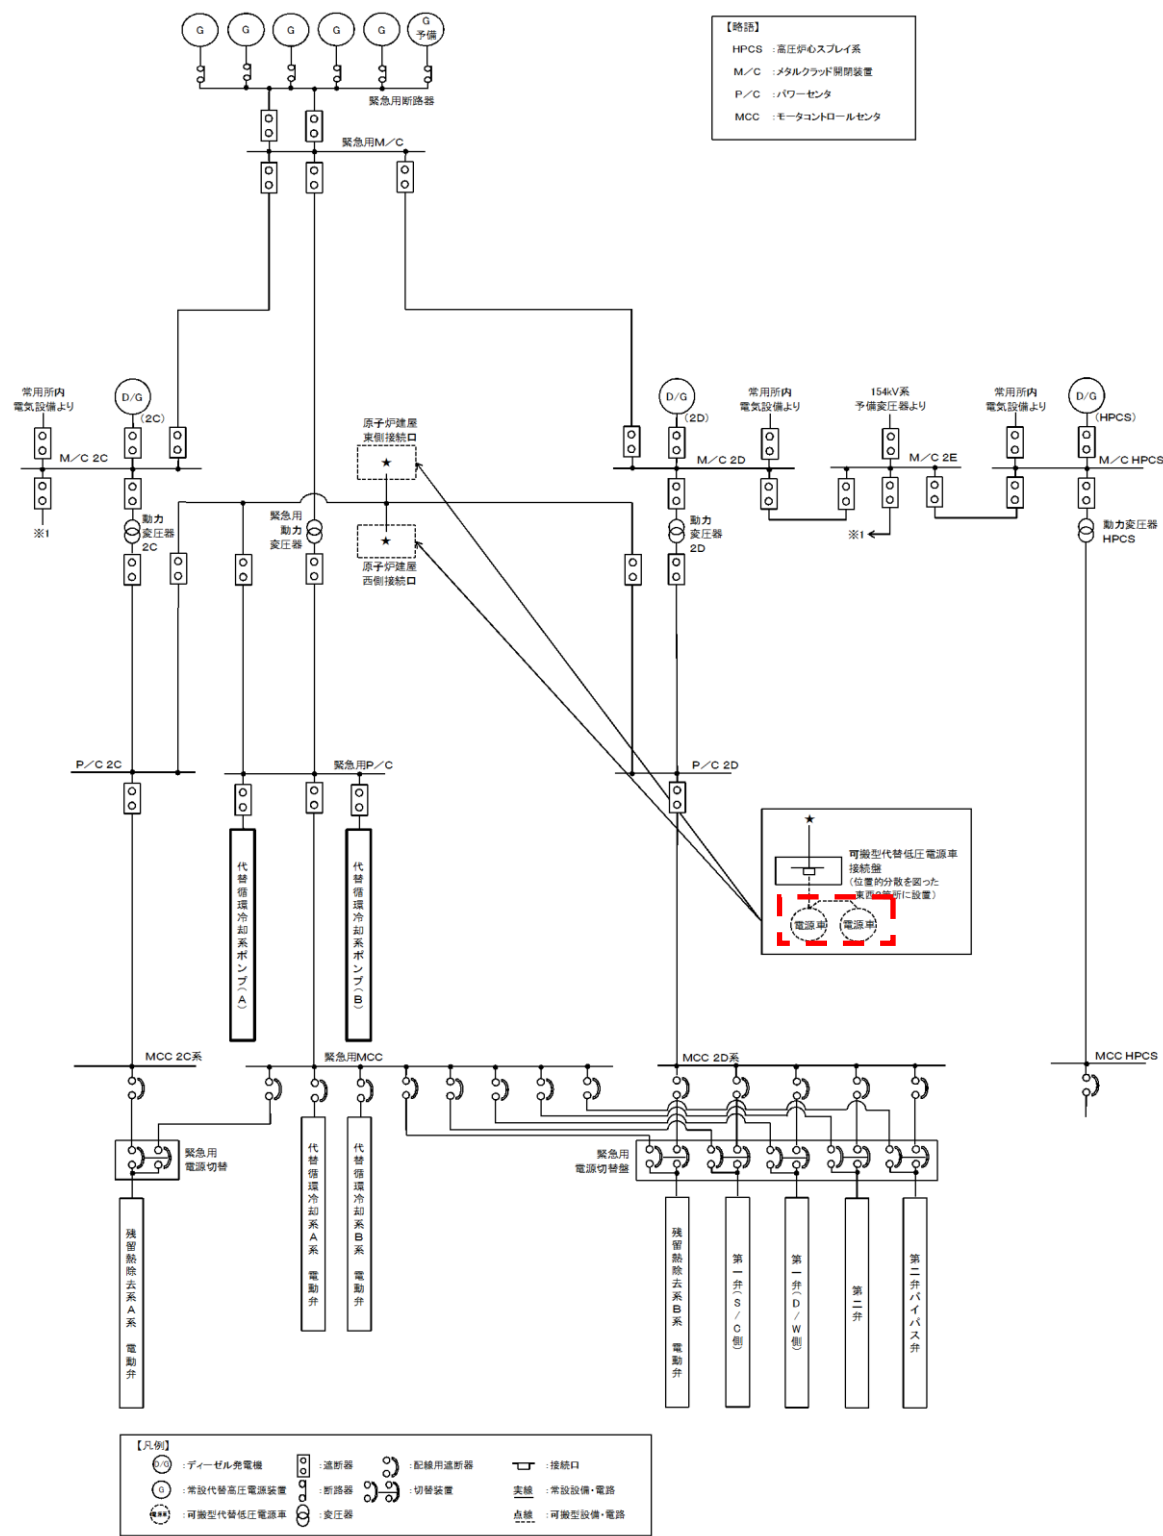 G
G
G
G
G
G
予備
緊急用断路器
緊急用M/C
【略語】
HPCS :高圧炉心スプレイ系
M/C :メタルクラッド開閉装置
P/C :パワーセンタ
MCC :モータコントロールセンタ
常用所内
電気設備より
D/G
(2C)
M/C 2C
※1
動力
変圧器
2C
緊急用
動力
変圧器
原子炉建屋
東側接続口
★
★
原子炉建屋
西側接続口
D/G
(2D)
M/C 2D
動力
変圧器
2D
常用所内
電気設備より
154kV系
予備変圧器より
M/C 2E
※1
常用所内
電気設備より
D/G
(HPCS)
M/C HPCS
動力変圧器
HPCS
P/C 2C
緊急用P/C
P/C 2D
代替循環冷却系ポンプ(A)
代替循環冷却系ポンプ(B)
★
可搬型代替低圧電源車
接続盤
(位置的分散を図った
東西2箇所に設置)
電源車
電源車
MCC 2C系
緊急用MCC
MCC 2D系
MCC HPCS
緊急用
電源切替
緊急用
電源切替盤
残留熱除去系A系 電動弁
代替循環冷却系A系 電動弁
代替循環冷却系B系 電動弁
残留熱除去系B系 電動弁
第一弁(S/C側)
第一弁(D/W側)
第二弁
第二弁バイパス弁
【凡例】
D/G :ディーゼル発電機
:遮断器
:配線用遮断器
:接続口
G :常設代替高圧電源装置
:断路器
:切替装置
実線 :常設設備・電路
電源車 :可搬型代替低圧電源車
:変圧器
点線 :可搬型設備・電路